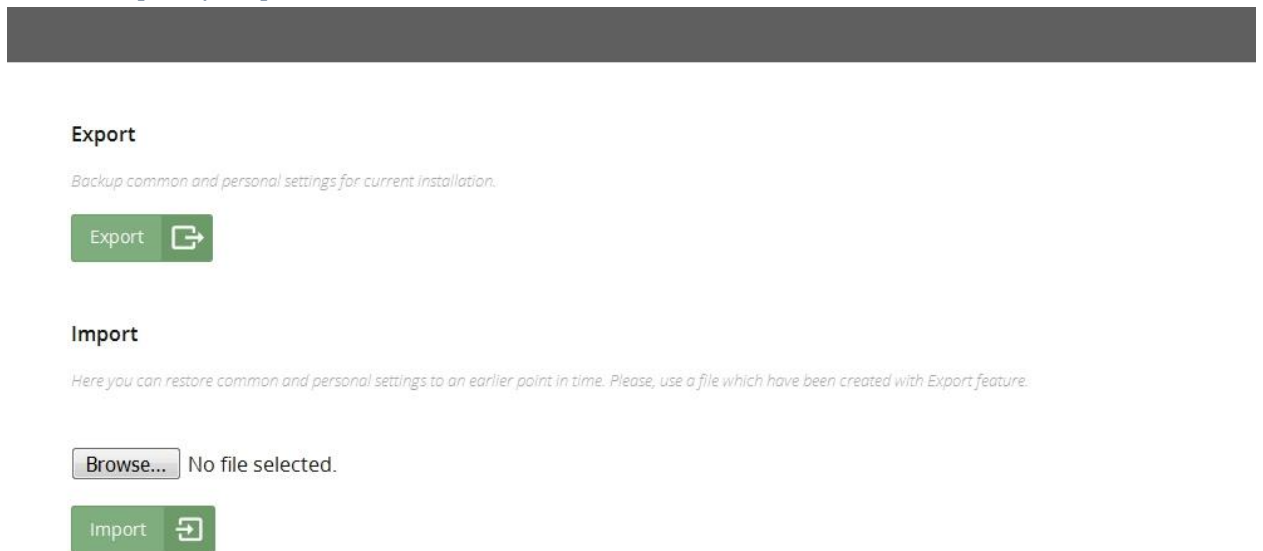 Export
Backup common and personal settings for current installation.
Export
Import
Here you can restore common and personal settings to an earlier point in time. Please, use a file which have been created with Export feature.
Browse... No file selected.
Import